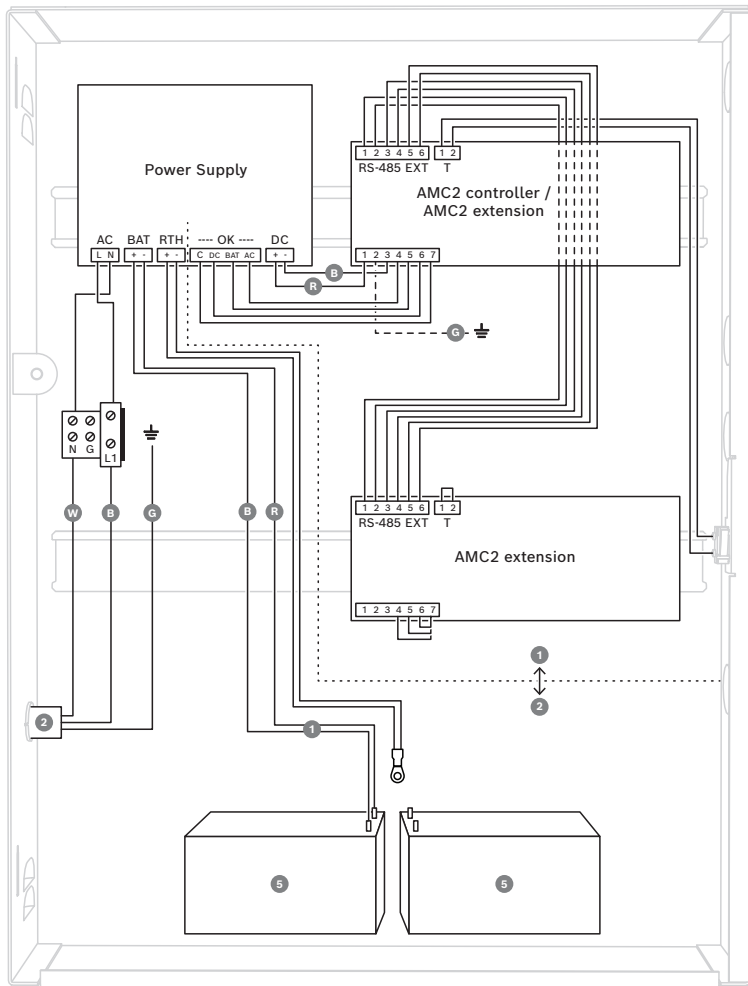 Power Supply
AC BAT RTH ---- OK ---- DC
L N + - + - C DC BAT AC + -
1 2 3 4 5 6 1 2
RS-485 EXT T
AMC2 controller /
AMC2 extension
1 2 3 4 5 6 7
B
R
G
N G L1
W B G B R
1 2 3 4 5 6 1 2
RS-485 EXT T
AMC2 extension
1 2 3 4 5 6 7
1
2
2
1
5 5